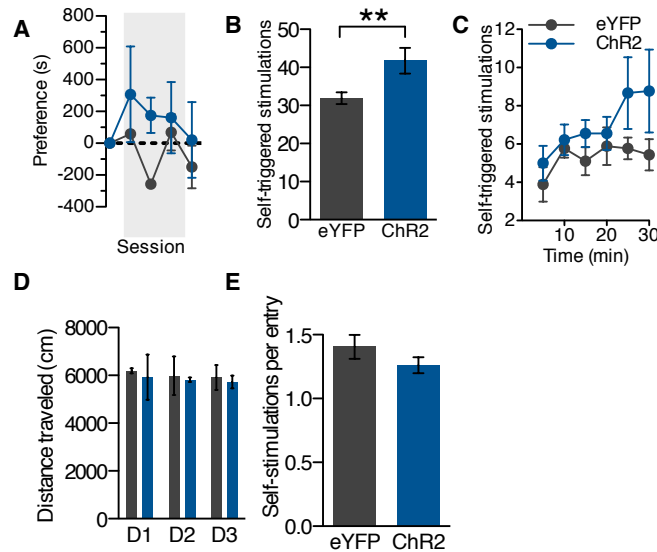 A
Preference (s)
800
600
400
200
0
-200
-400
Session
B
Self-triggered stimulations
50
40
30
20
10
0
**
eYFP ChR2
C
eYFP
ChR2
Self-triggered stimulations
12
10
8
6
4
2
10 20 30
Time (min)
D
Distance traveled (cm)
8000
6000
4000
2000
0
D1 D2 D3
E
Self-stimulations per entry
1.5
1.0
0.5
0.0
eYFP ChR2